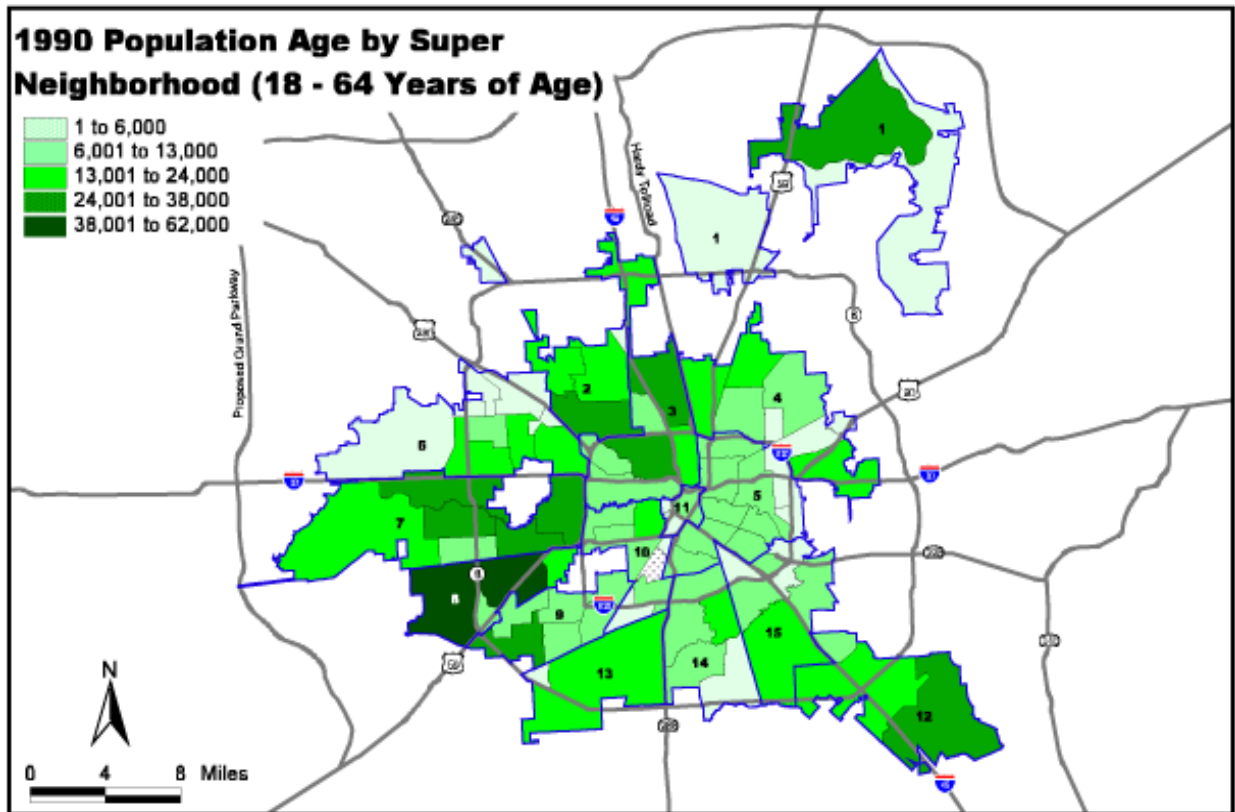 1990 Population Age by Super
Neighborhood (18 - 64 Years of Age)
1 to 6,000
6,001 to 13,000
13,001 to 24,000
24,001 to 38,000
38,001 to 62,000
Hardy Tollroad
Proposed Grand Parkway
1
1
2
3
4
6
5
11
7
10
9
15
13
14
12
59
N
0 4 8 Miles